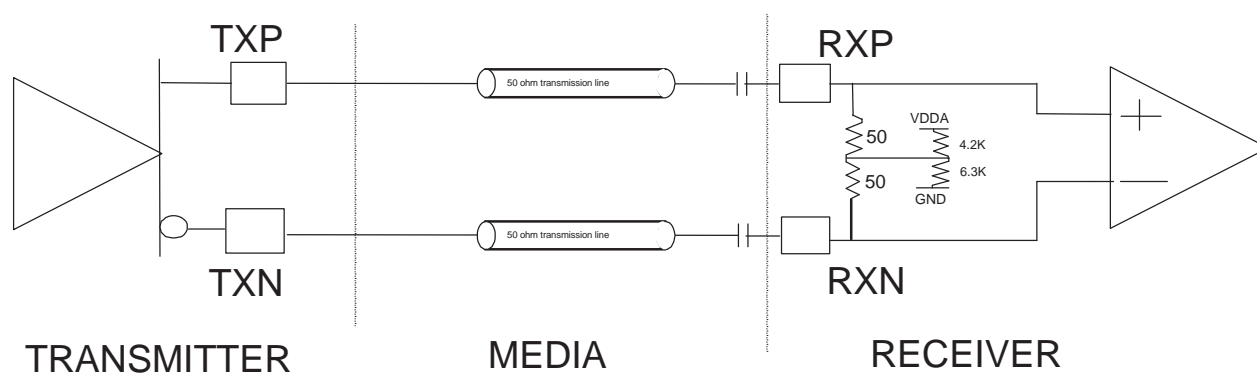 TXP
RXP
50 ohm transmission line
50
VDDA
4.2K
6.3K
50
GND
50 ohm transmission line
TXN
RXN
TRANSMITTER
MEDIA
RECEIVER